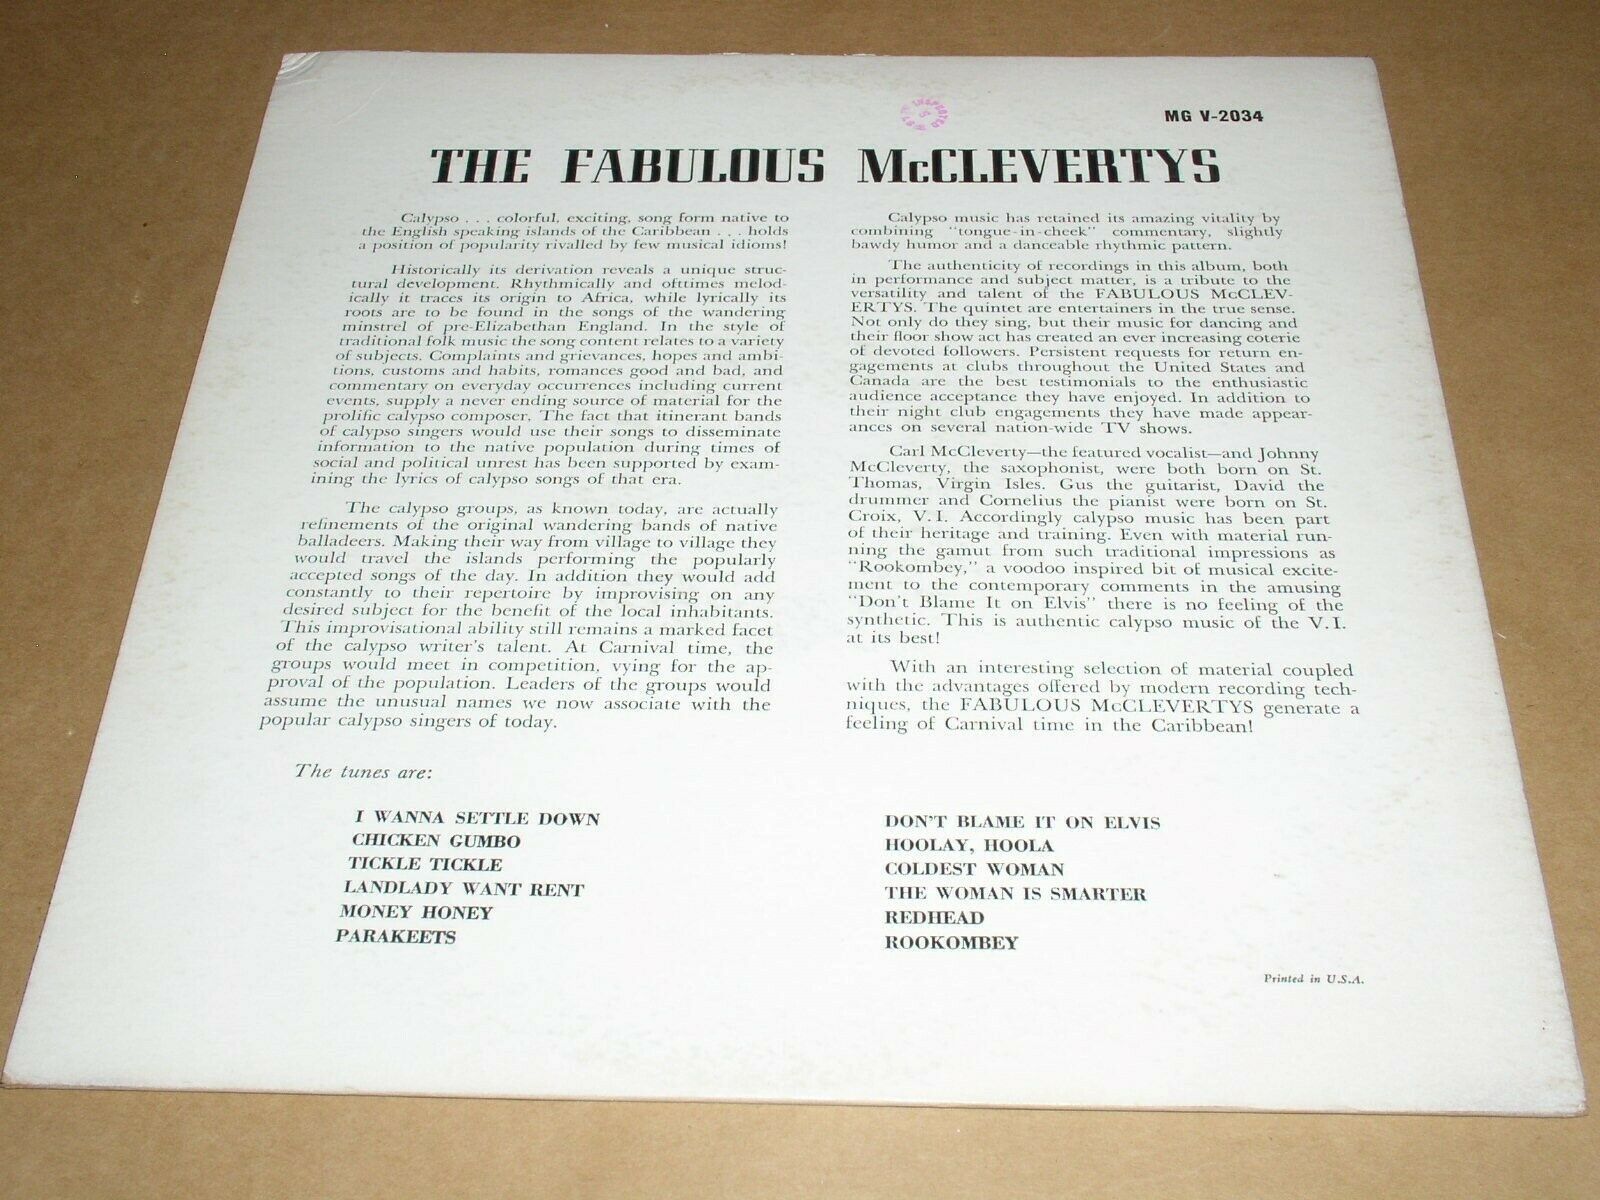 INSPECTED
MG V-2034
THE FABULOUS McCLEVERTYS
Calypso . . . colorful, exciting, song form native to
the English speaking islands of the Caribbean . . . holds
a position of popularity rivalled by few musical idioms!
Historically its derivation reveals a unique struc-
tural development. Rhythmically and ofttimes melod-
ically it traces its origin to Africa, while lyrically its
roots are to be found in the songs of the wandering
minstrel of pre-Elizabethan England. In the style of
traditional folk music the song content relates to a variety
of subjects. Complaints and grievances, hopes and ambi-
tions, customs and habits, romances good and bad, and
commentary on everyday occurrences including current
events, supply a never ending source of material for the
prolific calypso composer. The fact that itinerant bands
of calypso singers would use their songs to disseminate
information to the native population during times of
social and political unrest has been supported by exam-
ining the lyrics of calypso songs of that era.
The calypso groups, as known today, are actually
refinements of the original wandering bands of native
balladeers. Making their way from village to village they
would travel the islands performing the popularly
accepted songs of the day. In addition they would add
constantly to their repertoire by improvising on any
desired subject for the benefit of the local inhabitants.
This improvisational ability still remains a marked facet
of the calypso writer's talent. At Carnival time, the
groups would meet in competition, vying for the ap-
proval of the population. Leaders of the groups would
assume the unusual names we now associate with the
popular calypso singers of today.
Calypso music has retained its amazing vitality by
combining "tongue-in-cheek" commentary, slightly
bawdy humor and a danceable rhythmic pattern.
The authenticity of recordings in this album, both
in performance and subject matter, is a tribute to the
versatility and talent of the FABULOUS McCLEV-
ERTYS. The quintet are entertainers in the true sense.
Not only do they sing, but their music for dancing and
their floor show act has created an ever increasing coterie
of devoted followers. Persistent requests for return en-
gagements at clubs throughout the United States and
Canada are the best testimonials to the enthusiastic
audience acceptance they have enjoyed. In addition to
their night club engagements they have made appear-
ances on several nation-wide TV shows.
Carl McCleverty—the featured vocalist—and Johnny
McCleverty, the saxophonist, were both born on St.
Thomas, Virgin Isles. Gus the guitarist, David the
drummer and Cornelius the pianist were born on St.
Croix, V. I. Accordingly calypso music has been part
of their heritage and training. Even with material run-
ning the gamut from such traditional impressions as
"Rookombey," a voodoo inspired bit of musical excite-
ment to the contemporary comments in the amusing
"Don't Blame It on Elvis" there is no feeling of the
synthetic. This is authentic calypso music of the V. I.
at its best!
With an interesting selection of material coupled
with the advantages offered by modern recording tech-
niques, the FABULOUS McCLEVERTYS generate a
feeling of Carnival time in the Caribbean!
The tunes are:
I WANNA SETTLE DOWN
CHICKEN GUMBO
TICKLE TICKLE
LANDLADY WANT RENT
MONEY HONEY
PARAKEETS
DON'T BLAME IT ON ELVIS
HOOLAY, HOOLA
COLDEST WOMAN
THE WOMAN IS SMARTER
REDHEAD
ROOKOMBEY
Printed in U.S.A.